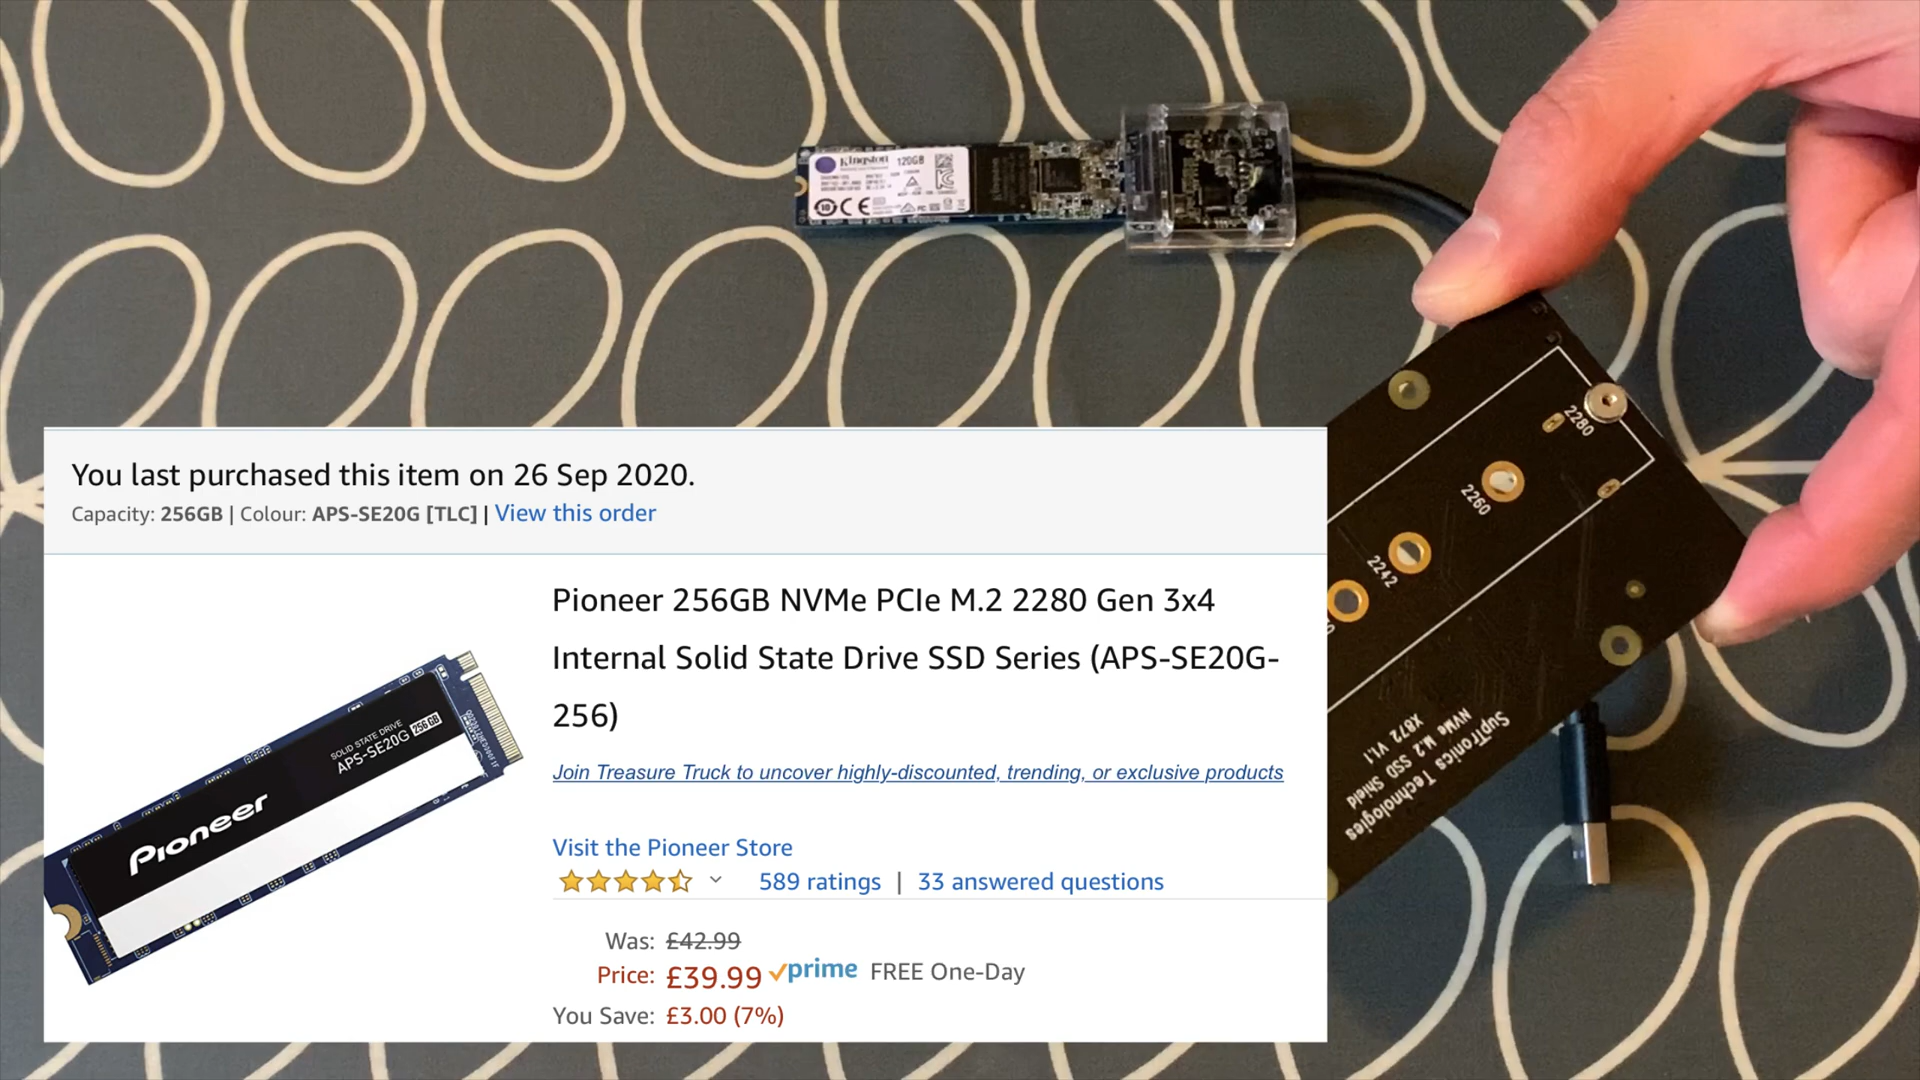 Kingston 120GB
You last purchased this item on 26 Sep 2020.
Capacity: 256GB | Colour: APS-SE20G [TLC] | View this order
Pioneer 256GB NVMe PCIe M.2 2280 Gen 3x4
Internal Solid State Drive SSD Series (APS-SE20G-
256)
Join Treasure Truck to uncover highly-discounted, trending, or exclusive products
Visit the Pioneer Store
589 ratings | 33 answered questions
Was: £42.99
Price: £39.99 prime FREE One-Day
You Save: £3.00 (7%)
SOLID STATE DRIVE
APS-SE20G 256 GB
Pioneer
2280
2260
2242
SupTronics Technologies
NVMe M.2 SSD Shield
X872 V1.1